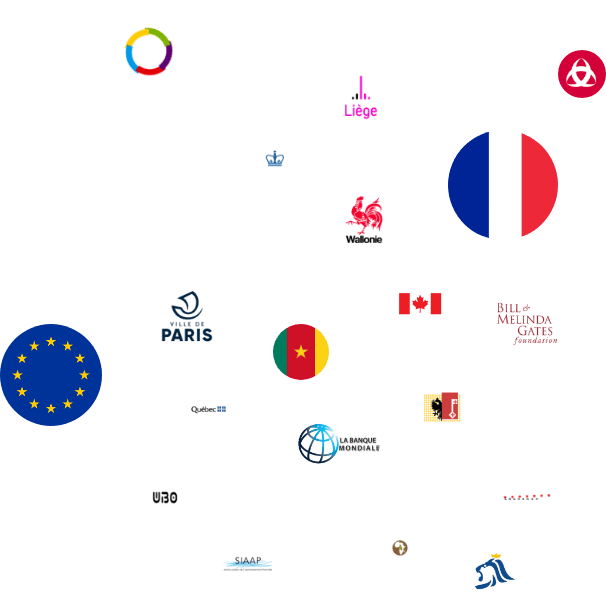 Liège
Wallonie
BILL &
MELINDA
GATES
foundation
VILLE DE
PARIS
Québec
LA BANQUE
MONDIALE
UBO
SIAAP